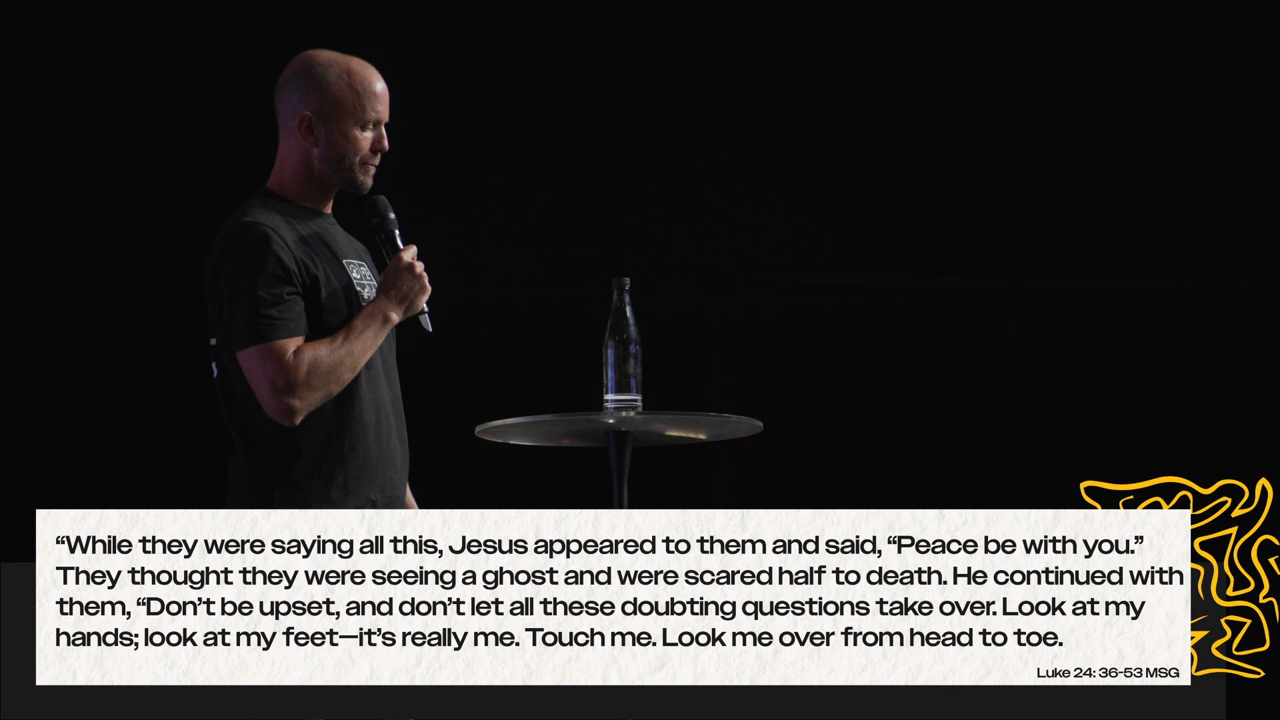 “While they were saying all this, Jesus appeared to them and said, “Peace be with you.”
They thought they were seeing a ghost and were scared half to death. He continued with
them, “Don’t be upset, and don’t let all these doubting questions take over. Look at my
hands; look at my feet—it’s really me. Touch me. Look me over from head to toe.
Luke 24: 36-53 MSG